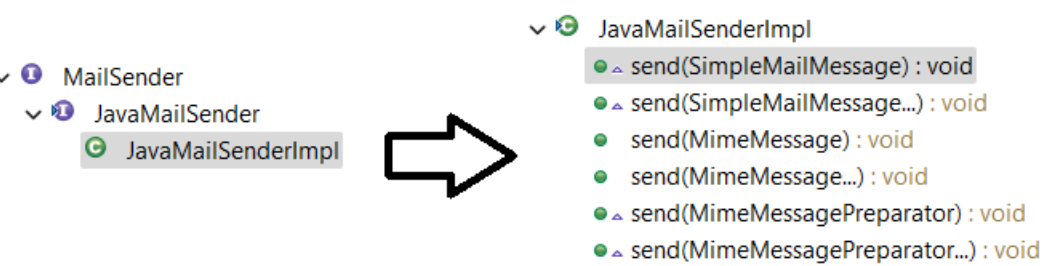 MailSender
JavaMailSender
JavaMailSenderImpl
JavaMailSenderImpl
send(SimpleMailMessage) : void
send(SimpleMailMessage...) : void
send(MimeMessage) : void
send(MimeMessage...) : void
send(MimeMessagePreparator) : void
send(MimeMessagePreparator...) : void